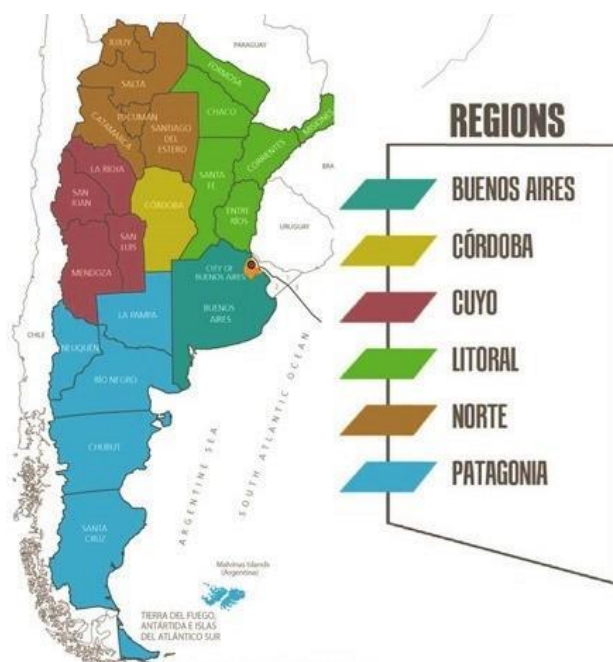 PARAGUAY
JUJUY
FORMOSA
SALTA
CHACO
TUCUMÁN
CATAMARCA
SANTIAGO
DEL
ESTERO
MISIONES
CORRIENTES
LA RIOJA
SANTA
FE
BRA
SAN
JUAN
CÓRDOBA
ENTRE
RÍOS
URUGUAY
SAN
LUIS
MENDOZA
CITY OF
BUENOS AIRES
BUENOS
AIRES
LA PAMPA
CHILE
NEUQUÉN
RÍO NEGRO
CHUBUT
SANTA
CRUZ
ARGENTINE SEA
SOUTH ATLANTIC OCEAN
Malvinas Islands
(Argentina)
TIERRA DEL FUEGO,
ANTÁRTIDA E ISLAS
DEL ATLÁNTICO SUR
REGIONS
BUENOS AIRES
CÓRDOBA
CUYO
LITORAL
NORTE
PATAGONIA